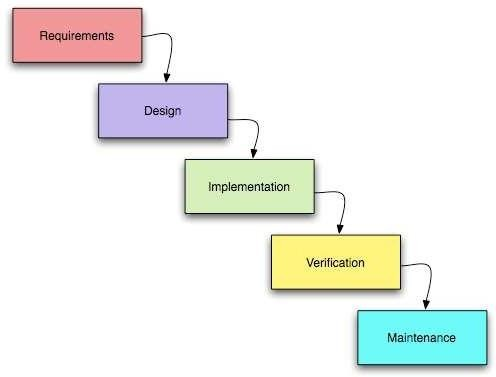 Requirements
Design
Implementation
Verification
Maintenance